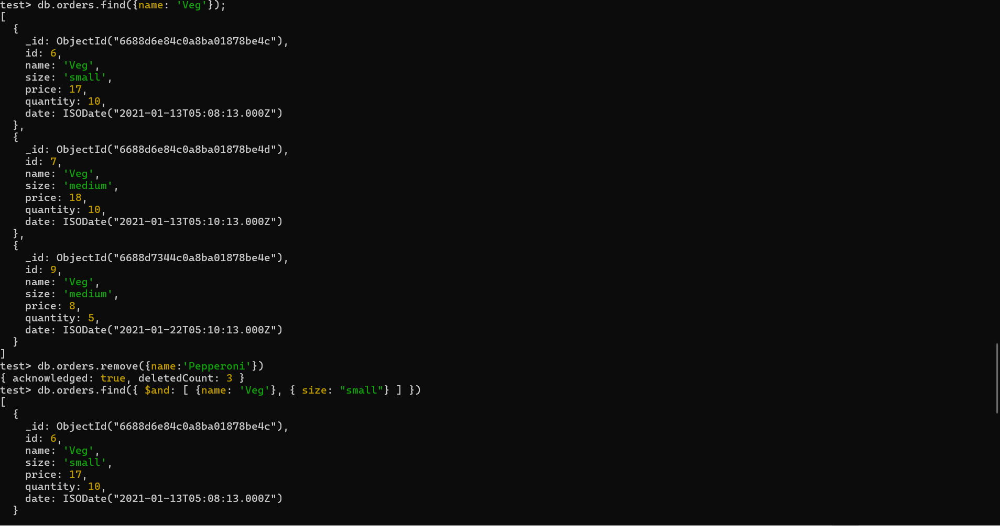 test> db.orders.find({name: 'Veg'});
[
  {
    _id: ObjectId("6688d6e84c0a8ba01878be4c"),
    id: 6,
    name: 'Veg',
    size: 'small',
    price: 17,
    quantity: 10,
    date: ISODate("2021-01-13T05:08:13.000Z")
  },
  {
    _id: ObjectId("6688d6e84c0a8ba01878be4d"),
    id: 7,
    name: 'Veg',
    size: 'medium',
    price: 18,
    quantity: 10,
    date: ISODate("2021-01-13T05:10:13.000Z")
  },
  {
    _id: ObjectId("6688d7344c0a8ba01878be4e"),
    id: 9,
    name: 'Veg',
    size: 'medium',
    price: 8,
    quantity: 5,
    date: ISODate("2021-01-22T05:10:13.000Z")
  }
]
test> db.orders.remove({name:'Pepperoni'})
{ acknowledged: true, deletedCount: 3 }
test> db.orders.find({ $and: [ {name: 'Veg'}, { size: "small"} ] })
[
  {
    _id: ObjectId("6688d6e84c0a8ba01878be4c"),
    id: 6,
    name: 'Veg',
    size: 'small',
    price: 17,
    quantity: 10,
    date: ISODate("2021-01-13T05:08:13.000Z")
  }